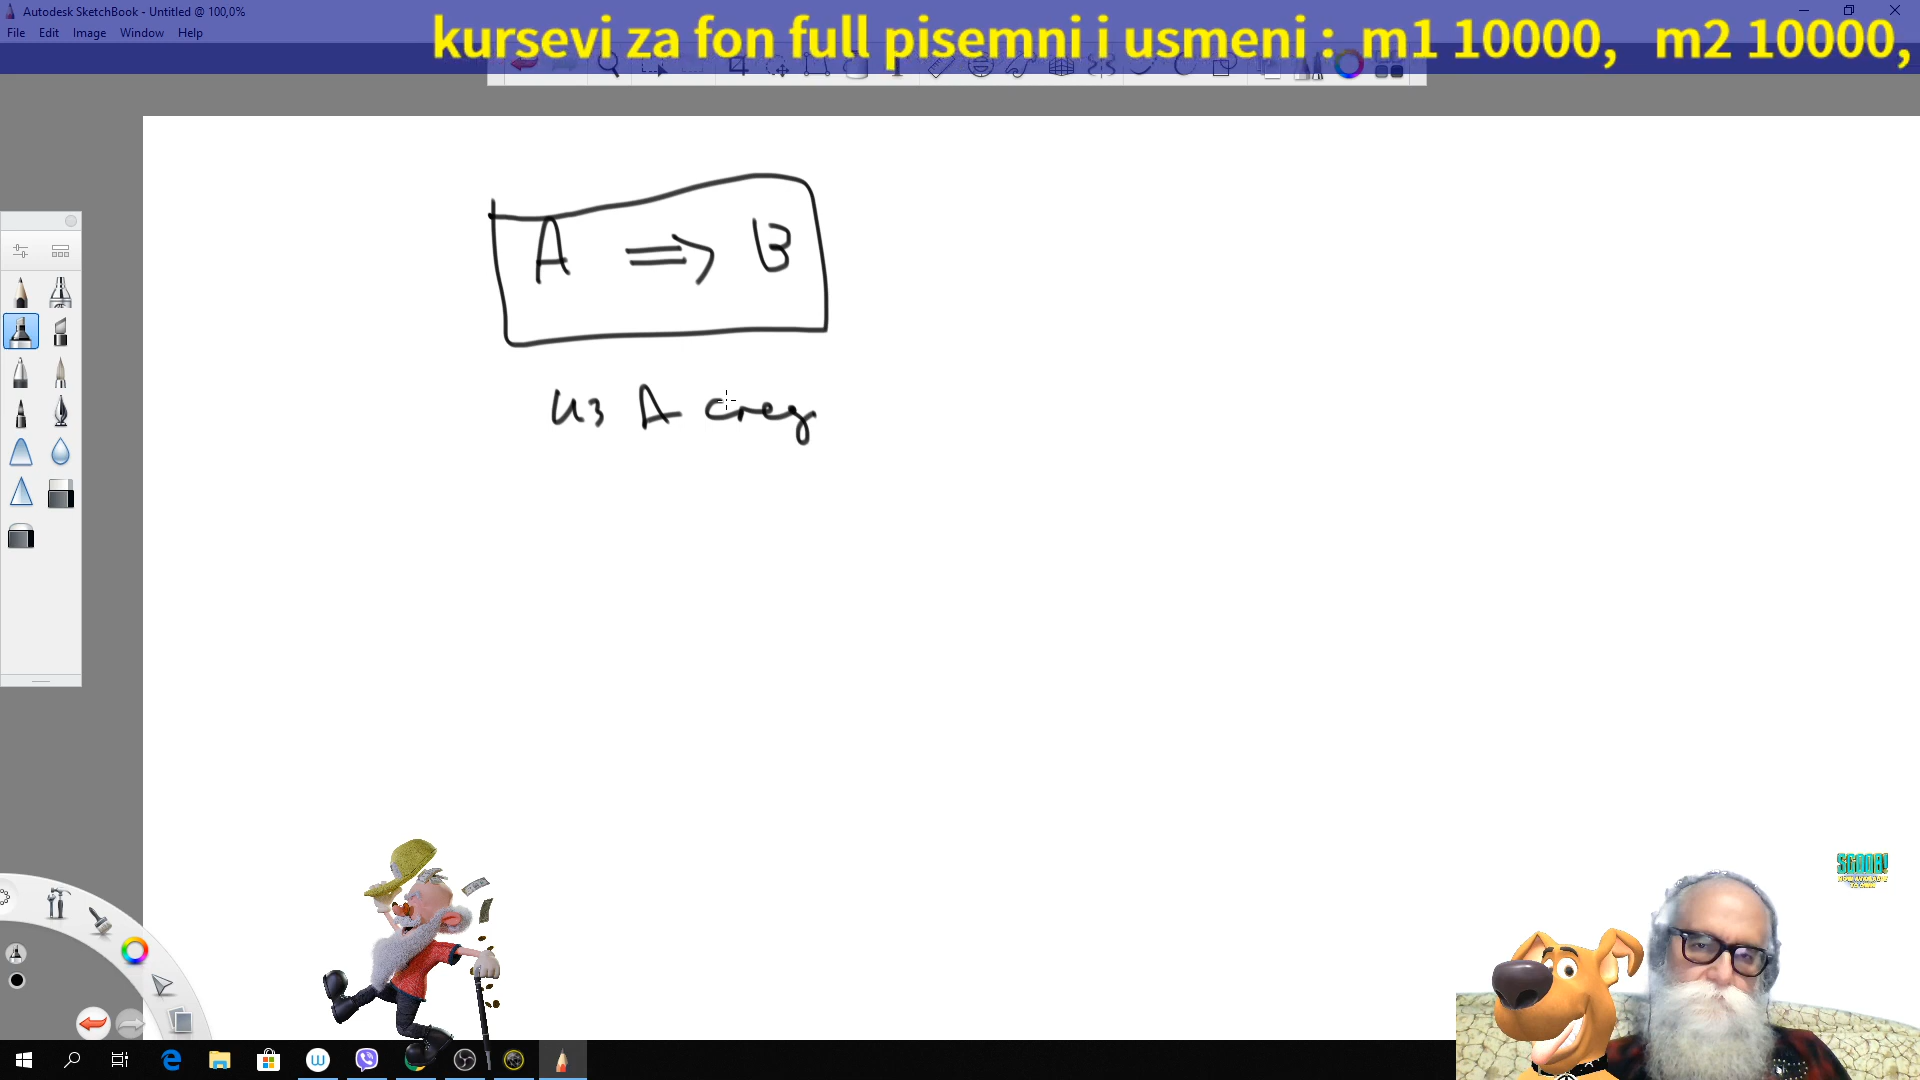 Autodesk SketchBook - Untitled @ 100,0%
File Edit Image Window Help
kursevi za fon full pisemni i usmeni : m1 10000, m2 10000,
A ⇒ B
из A след
SCOOB!